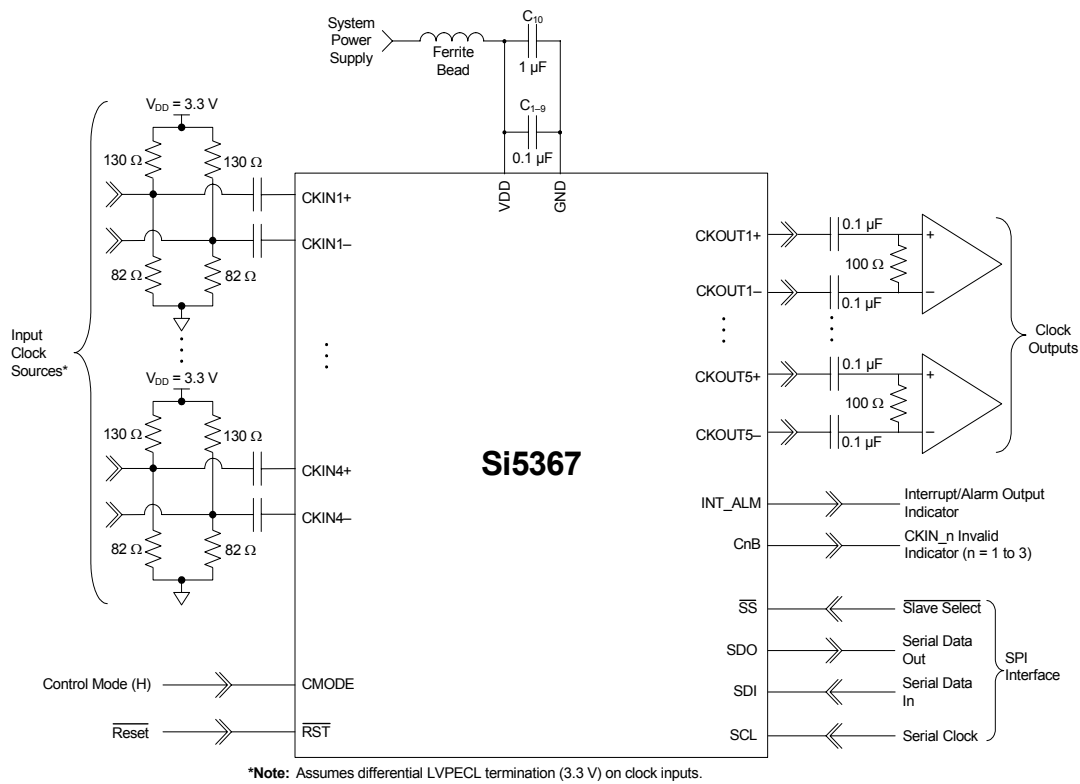 System
Power
Supply
Ferrite
Bead
C10
1 µF
C1–9
0.1 µF
VDD
GND
VDD = 3.3 V
130 Ω
130 Ω
CKIN1+
CKIN1–
82 Ω
82 Ω
Input
Clock
Sources*
VDD = 3.3 V
130 Ω
130 Ω
CKIN4+
CKIN4–
82 Ω
82 Ω
Control Mode (H)
CMODE
Reset
RST
Si5367
CKOUT1+
0.1 µF
+
100 Ω
CKOUT1–
0.1 µF
–
Clock
Outputs
CKOUT5+
0.1 µF
+
100 Ω
CKOUT5–
0.1 µF
–
INT_ALM
Interrupt/Alarm Output
Indicator
CnB
CKIN_n Invalid
Indicator (n = 1 to 3)
SS
Slave Select
SDO
Serial Data
Out
SDI
Serial Data
In
SCL
Serial Clock
SPI
Interface
*Note: Assumes differential LVPECL termination (3.3 V) on clock inputs.